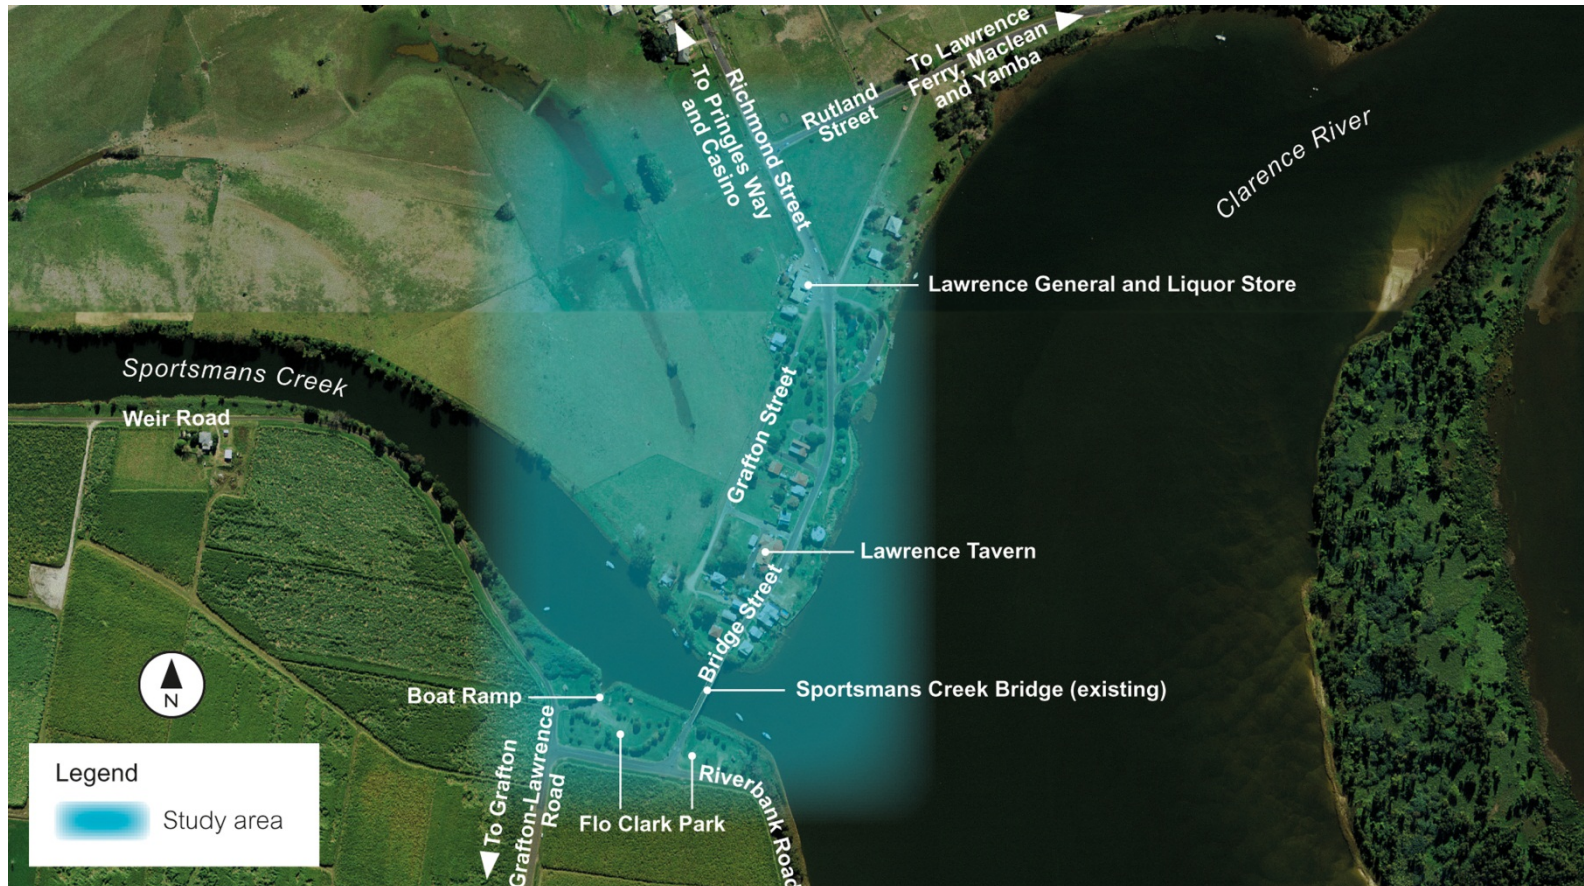 To Lawrence
Ferry, Maclean
and Yamba
Richmond Street
To Pringles Way
and Casino
Rutland
Street
Clarence River
Lawrence General and Liquor Store
Sportsmans Creek
Weir Road
Grafton Street
Lawrence Tavern
Bridge Street
Sportsmans Creek Bridge (existing)
Boat Ramp
N
To Grafton
Grafton-Lawrence
Road
Flo Clark Park
Riverbank Road
Legend
Study area